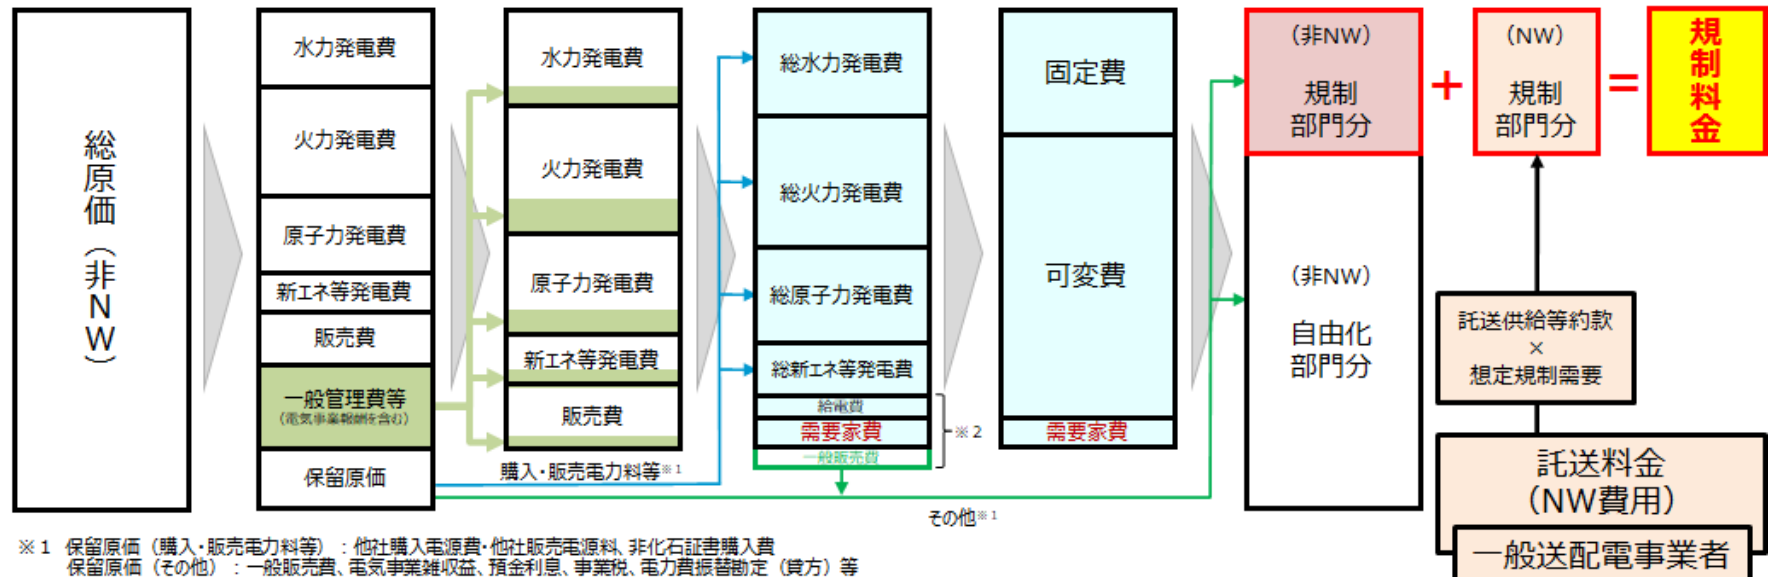 総原価（非NW）
水力発電費
火力発電費
原子力発電費
新エネ等発電費
販売費
一般管理費等
（電気事業報酬を含む）
保留原価
水力発電費
火力発電費
原子力発電費
新エネ等発電費
販売費
購入・販売電力料等※1
総水力発電費
総火力発電費
総原子力発電費
総新エネ等発電費
給電費
需要家費
一般販売費
※2
その他※1
固定費
可変費
需要家費
（非NW）
規制
部門分
（非NW）
自由化
部門分
＋
（NW）
規制
部門分
＝
規制料金
託送供給等約款
×
想定規制需要
託送料金
（NW費用）
一般送配電事業者
※1 保留原価（購入・販売電力料等）：他社購入電源費・他社販売電源料、非化石証書購入費
保留原価（その他）：一般販売費、電気事業雑収益、預金利息、事業税、電力費振替勘定（貸方）等